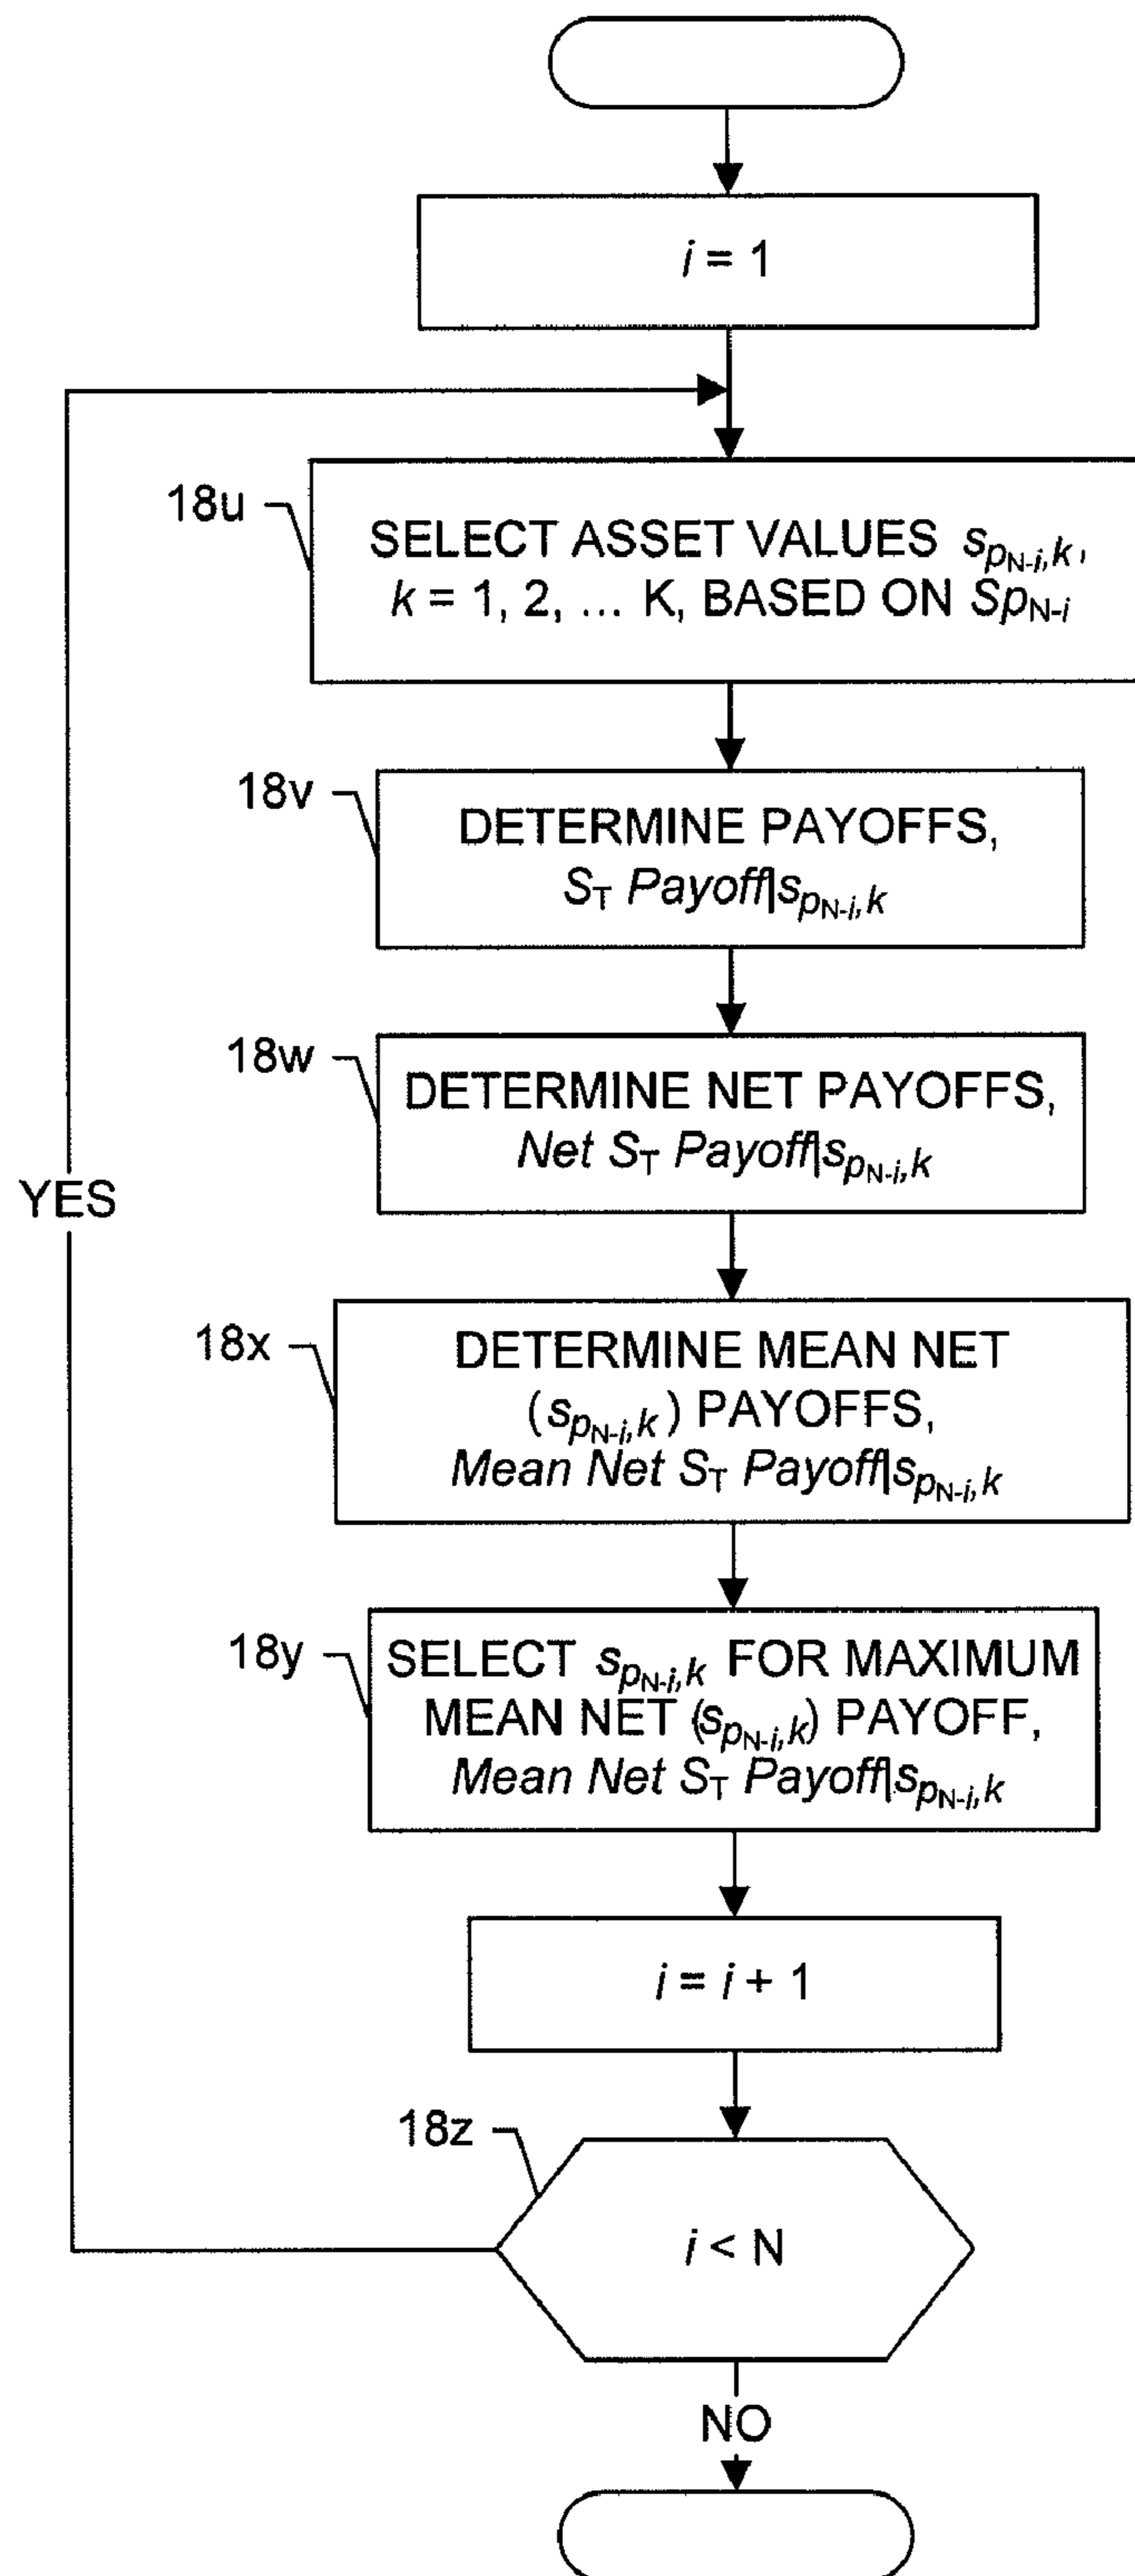 i = 1
18u
SELECT ASSET VALUES s_{p_{N-i},k},
k = 1, 2, ... K, BASED ON S_{p_{N-i}}
18v
DETERMINE PAYOFFS,
S_T Payoff|s_{p_{N-i},k}
18w
DETERMINE NET PAYOFFS,
Net S_T Payoff|s_{p_{N-i},k}
YES
18x
DETERMINE MEAN NET
(s_{p_{N-i},k}) PAYOFFS,
Mean Net S_T Payoff|s_{p_{N-i},k}
18y
SELECT s_{p_{N-i},k} FOR MAXIMUM
MEAN NET (s_{p_{N-i},k}) PAYOFF,
Mean Net S_T Payoff|s_{p_{N-i},k}
i = i + 1
18z
i < N
NO